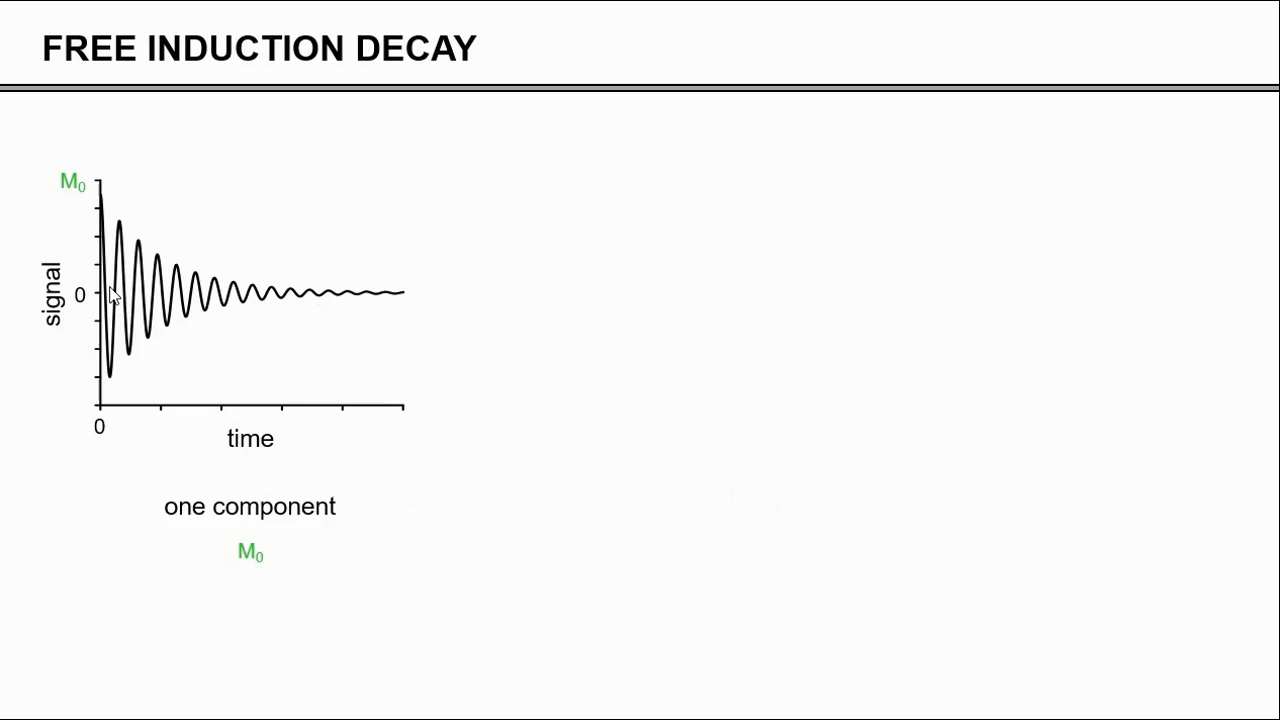 FREE INDUCTION DECAY
M₀
signal
0
0
time
one component
M₀